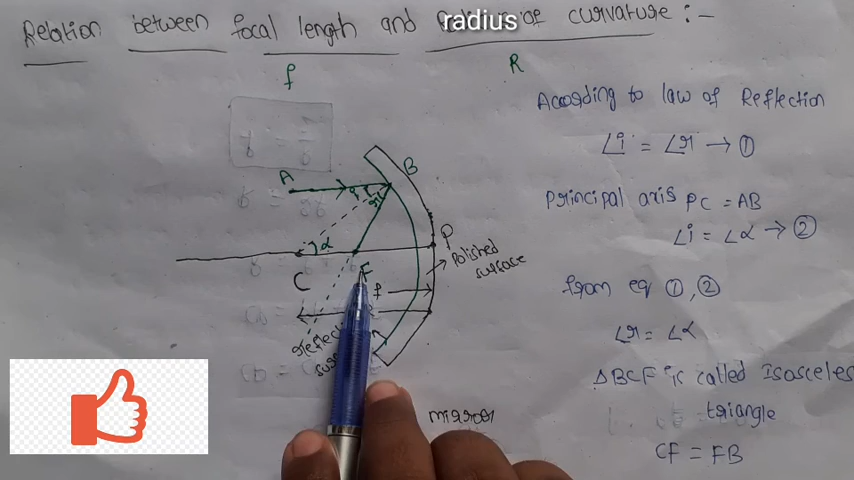 Relation between focal length and radius of curvature :-
f R
According to law of Reflection
∠i = ∠r → ①
Principal axis PC = AB
∠i = ∠α → ②
from eq ①, ②
∠r = ∠α
ΔBCF is called Isosceles
triangle
CF = FB
A
B
i
r
α
C
F
P
f
Polished
surface
mirror